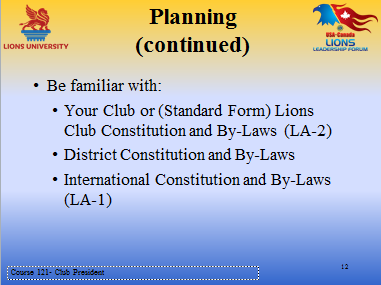 Planning
(continued)
LIONS UNIVERSITY
USA-Canada
LIONS
LEADERSHIP FORUM
• Be familiar with:
• Your Club or (Standard Form) Lions
Club Constitution and By-Laws (LA-2)
• District Constitution and By-Laws
• International Constitution and By-Laws
(LA-1)
Course 121- Club President
12